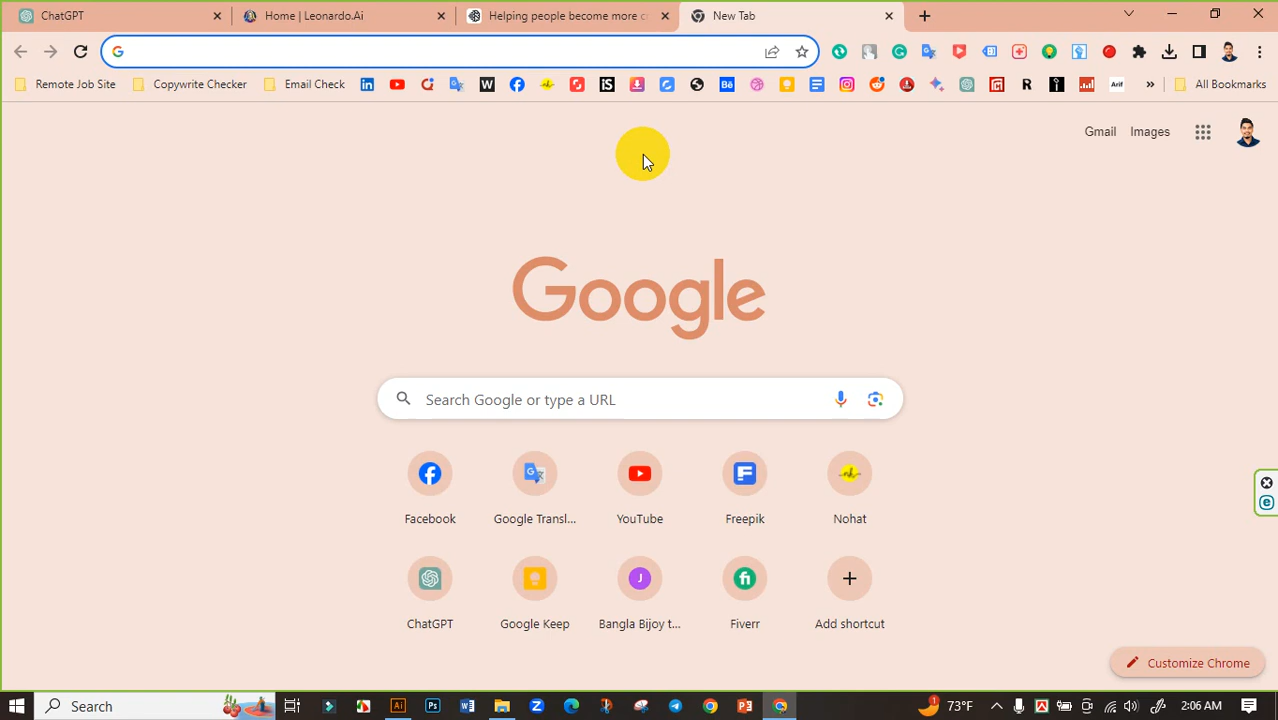 ChatGPT
Home | Leonardo.Ai
Helping people become more c
New Tab
Remote Job Site
Copywrite Checker
Email Check
All Bookmarks
Gmail Images
Google
Search Google or type a URL
Facebook
Google Transl...
YouTube
Freepik
Nohat
ChatGPT
Google Keep
Bangla Bijoy t...
Fiverr
Add shortcut
Customize Chrome
Search
73°F
2:06 AM